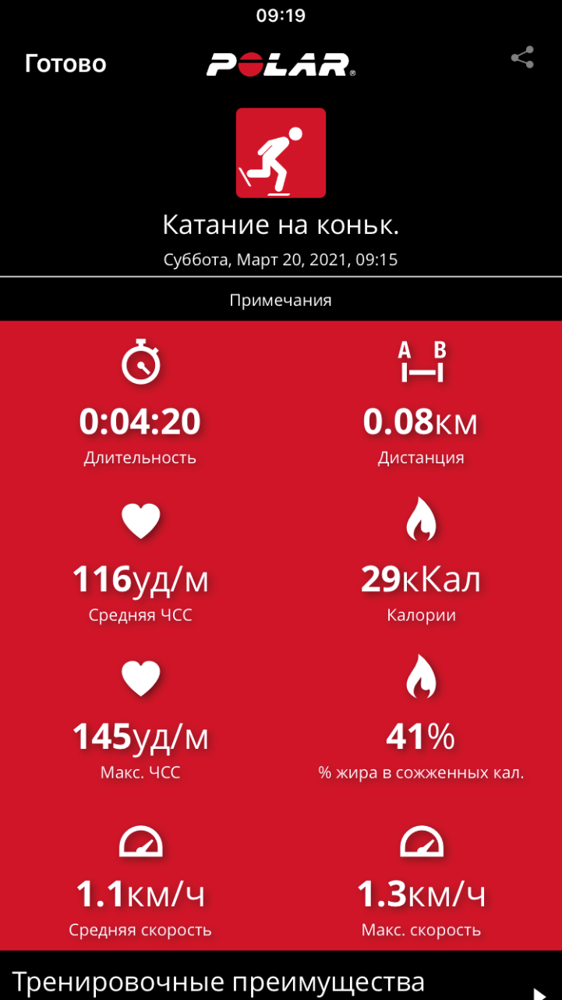 09:19
Готово
POLAR®
Катание на коньк.
Суббота, Март 20, 2021, 09:15
Примечания
A B
0:04:20 0.08км
Длительность Дистанция
116уд/м 29кКал
Средняя ЧСС Калории
145уд/м 41%
Макс. ЧСС % жира в сожженных кал.
1.1км/ч 1.3км/ч
Средняя скорость Макс. скорость
Тренировочные преимущества